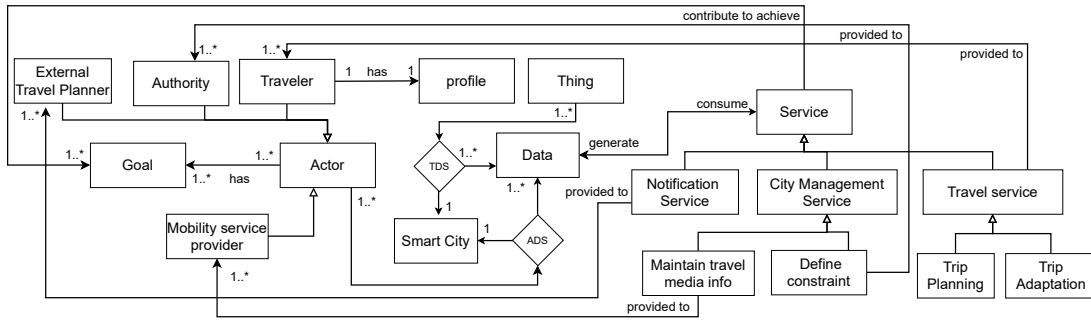 contribute to achieve
provided to
provided to
1..*
1..*
External
Travel Planner
Authority
Traveler
1
has
1
profile
Thing
1..*
1..*
consume
Service
generate
1..*
Goal
1..*
1..*
has
Actor
1..*
TDS
1..*
Data
1..*
provided to
Notification
Service
City Management
Service
Travel service
1
Mobility service
provider
Smart City
1
ADS
1..*
Maintain travel
media info
Define
constraint
Trip
Planning
Trip
Adaptation
provided to